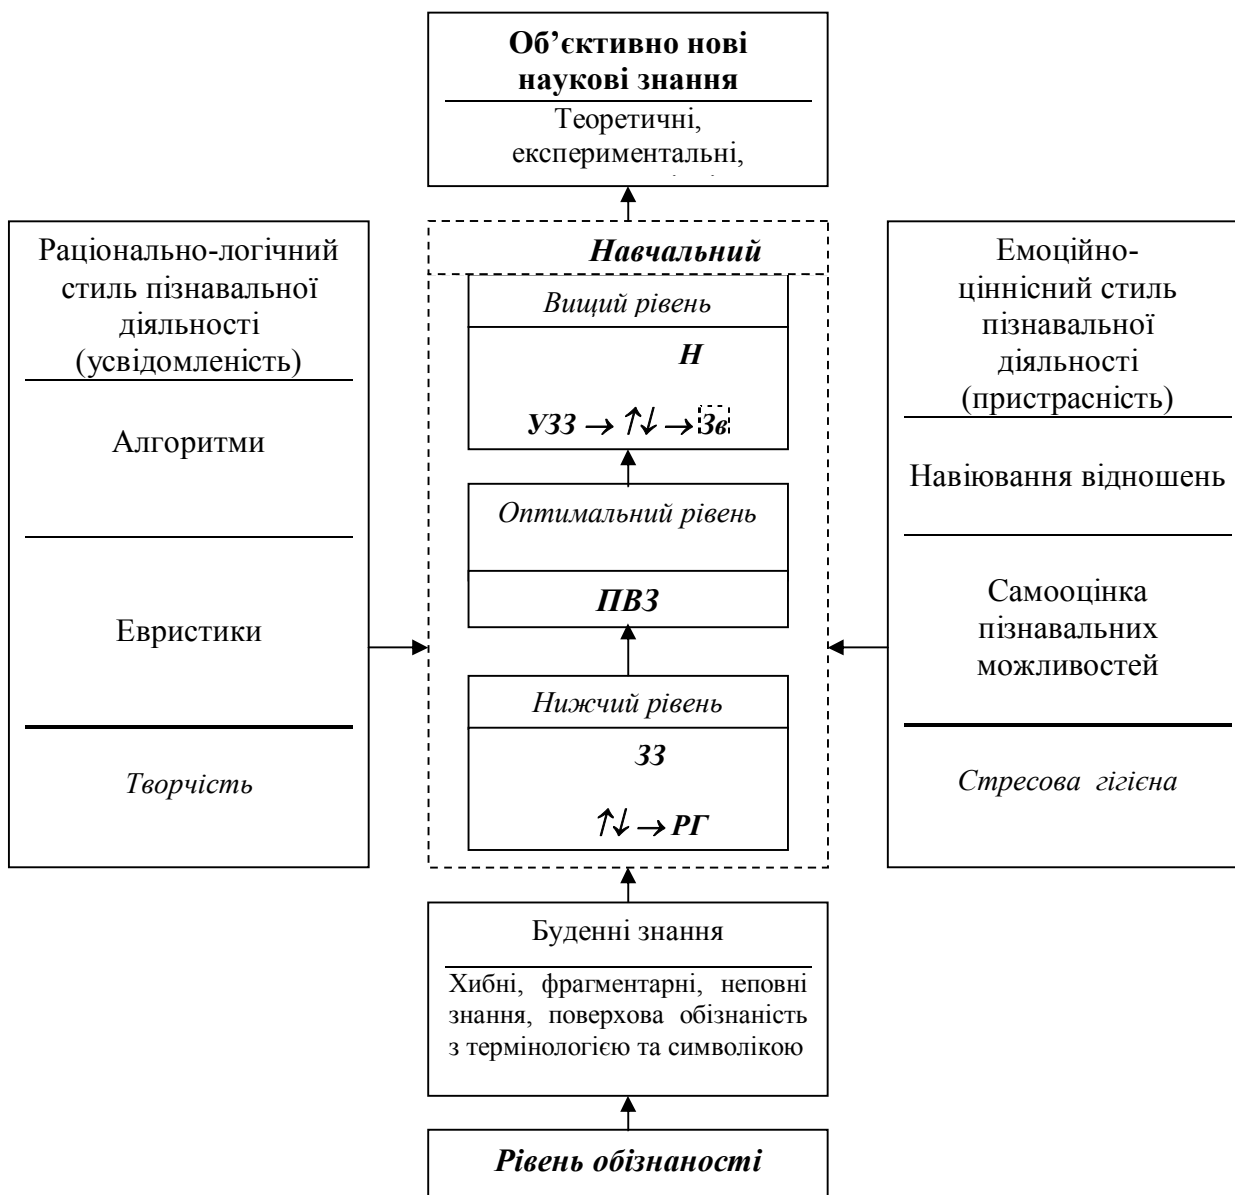 Об’єктивно нові
наукові знання
Теоретичні,
експериментальні,
Раціонально-логічний
стиль пізнавальної
діяльності
(усвідомленість)
Алгоритми
Евристики
Творчість
Навчальний
Вищий рівень
Н
УЗЗ → ↑↓ → Зв
Оптимальний рівень
ПВЗ
Нижчий рівень
ЗЗ
↑↓ → РГ
Емоційно-
ціннісний стиль
пізнавальної
діяльності
(пристрасність)
Навіювання відношень
Самооцінка
пізнавальних
можливостей
Стресова гігієна
Буденні знання
Хибні, фрагментарні, неповні
знання, поверхова обізнаність
з термінологією та символікою
Рівень обізнаності